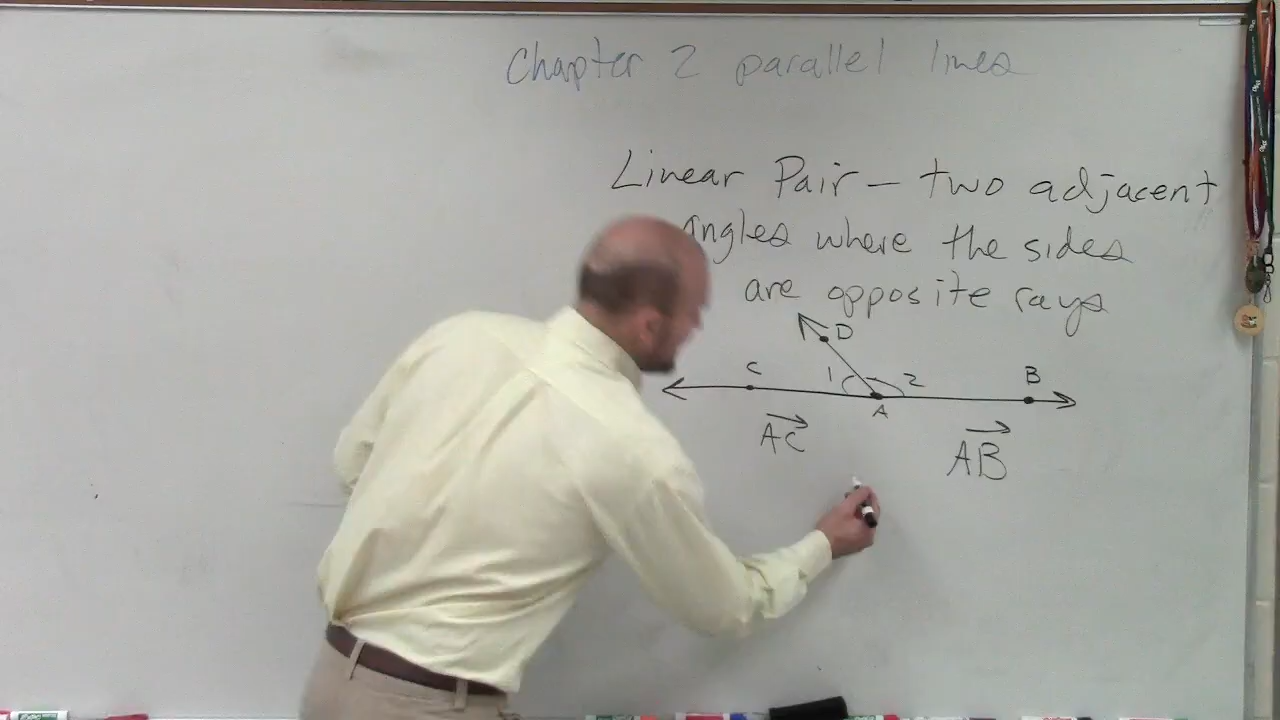 Chapter 2 parallel lines
Linear Pair — two adjacent
angles where the sides
are opposite rays
D
C 1 2 B
A
AC AB